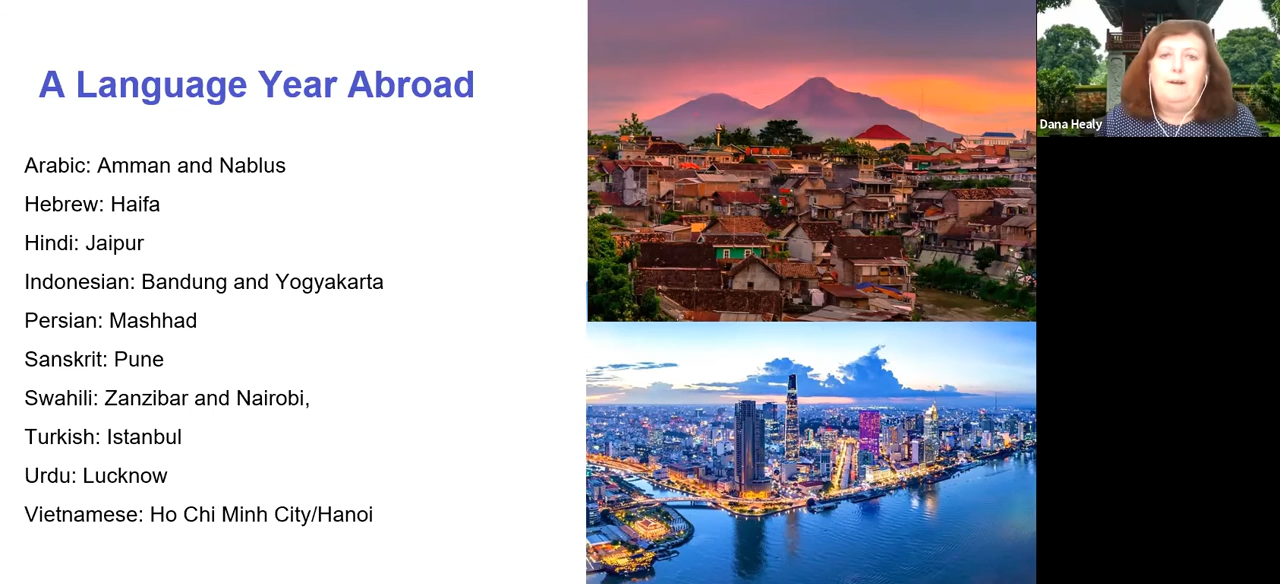 A Language Year Abroad
Arabic: Amman and Nablus
Hebrew: Haifa
Hindi: Jaipur
Indonesian: Bandung and Yogyakarta
Persian: Mashhad
Sanskrit: Pune
Swahili: Zanzibar and Nairobi,
Turkish: Istanbul
Urdu: Lucknow
Vietnamese: Ho Chi Minh City/Hanoi
Dana Healy